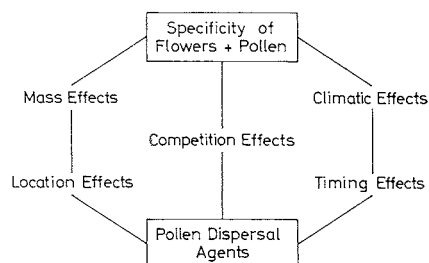 Specificity of
Flowers + Pollen
Mass Effects
Climatic Effects
Competition Effects
Location Effects
Timing Effects
Pollen Dispersal
Agents